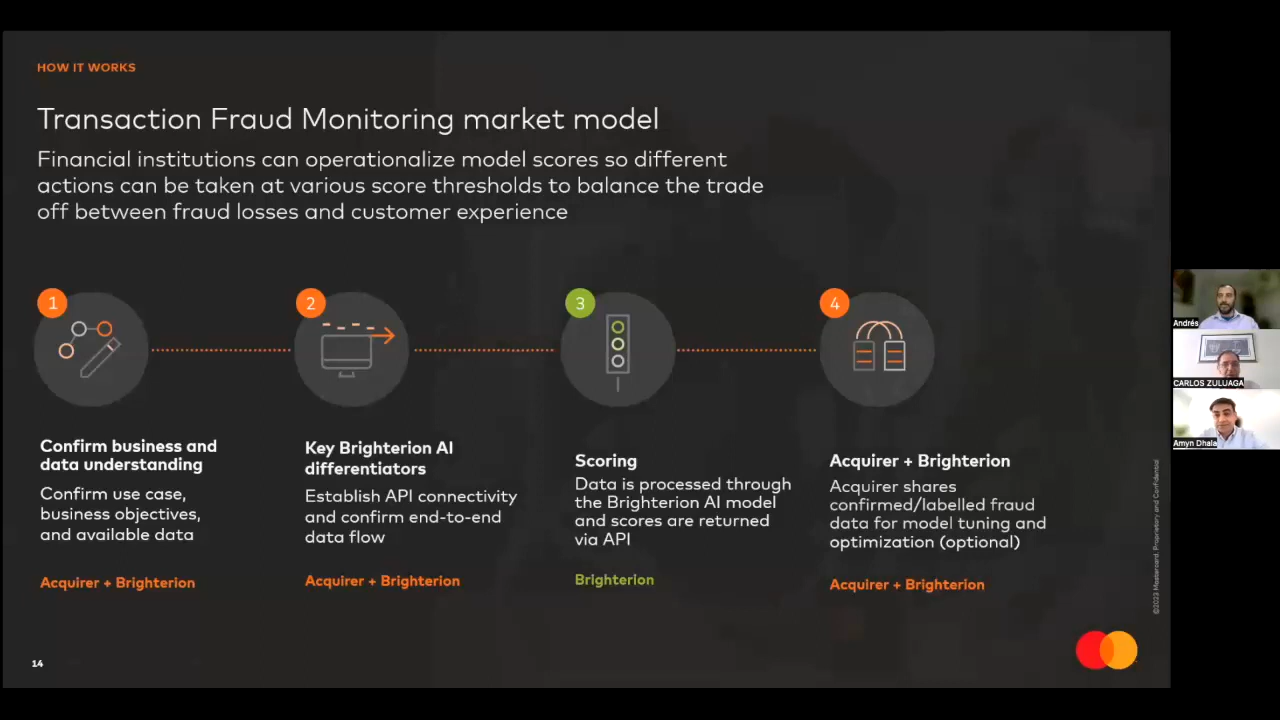 HOW IT WORKS
Transaction Fraud Monitoring market model
Financial institutions can operationalize model scores so different
actions can be taken at various score thresholds to balance the trade
off between fraud losses and customer experience
1
2
3
4
Confirm business and
data understanding
Confirm use case,
business objectives,
and available data
Acquirer + Brighterion
Key Brighterion AI
differentiators
Establish API connectivity
and confirm end-to-end
data flow
Acquirer + Brighterion
Scoring
Data is processed through
the Brighterion AI model
and scores are returned
via API
Brighterion
Acquirer + Brighterion
Acquirer shares
confirmed/labelled fraud
data for model tuning and
optimization (optional)
Acquirer + Brighterion
14
©2023 Mastercard. Proprietary and Confidential
Andrés
CARLOS ZULUAGA
Amyn Dhala